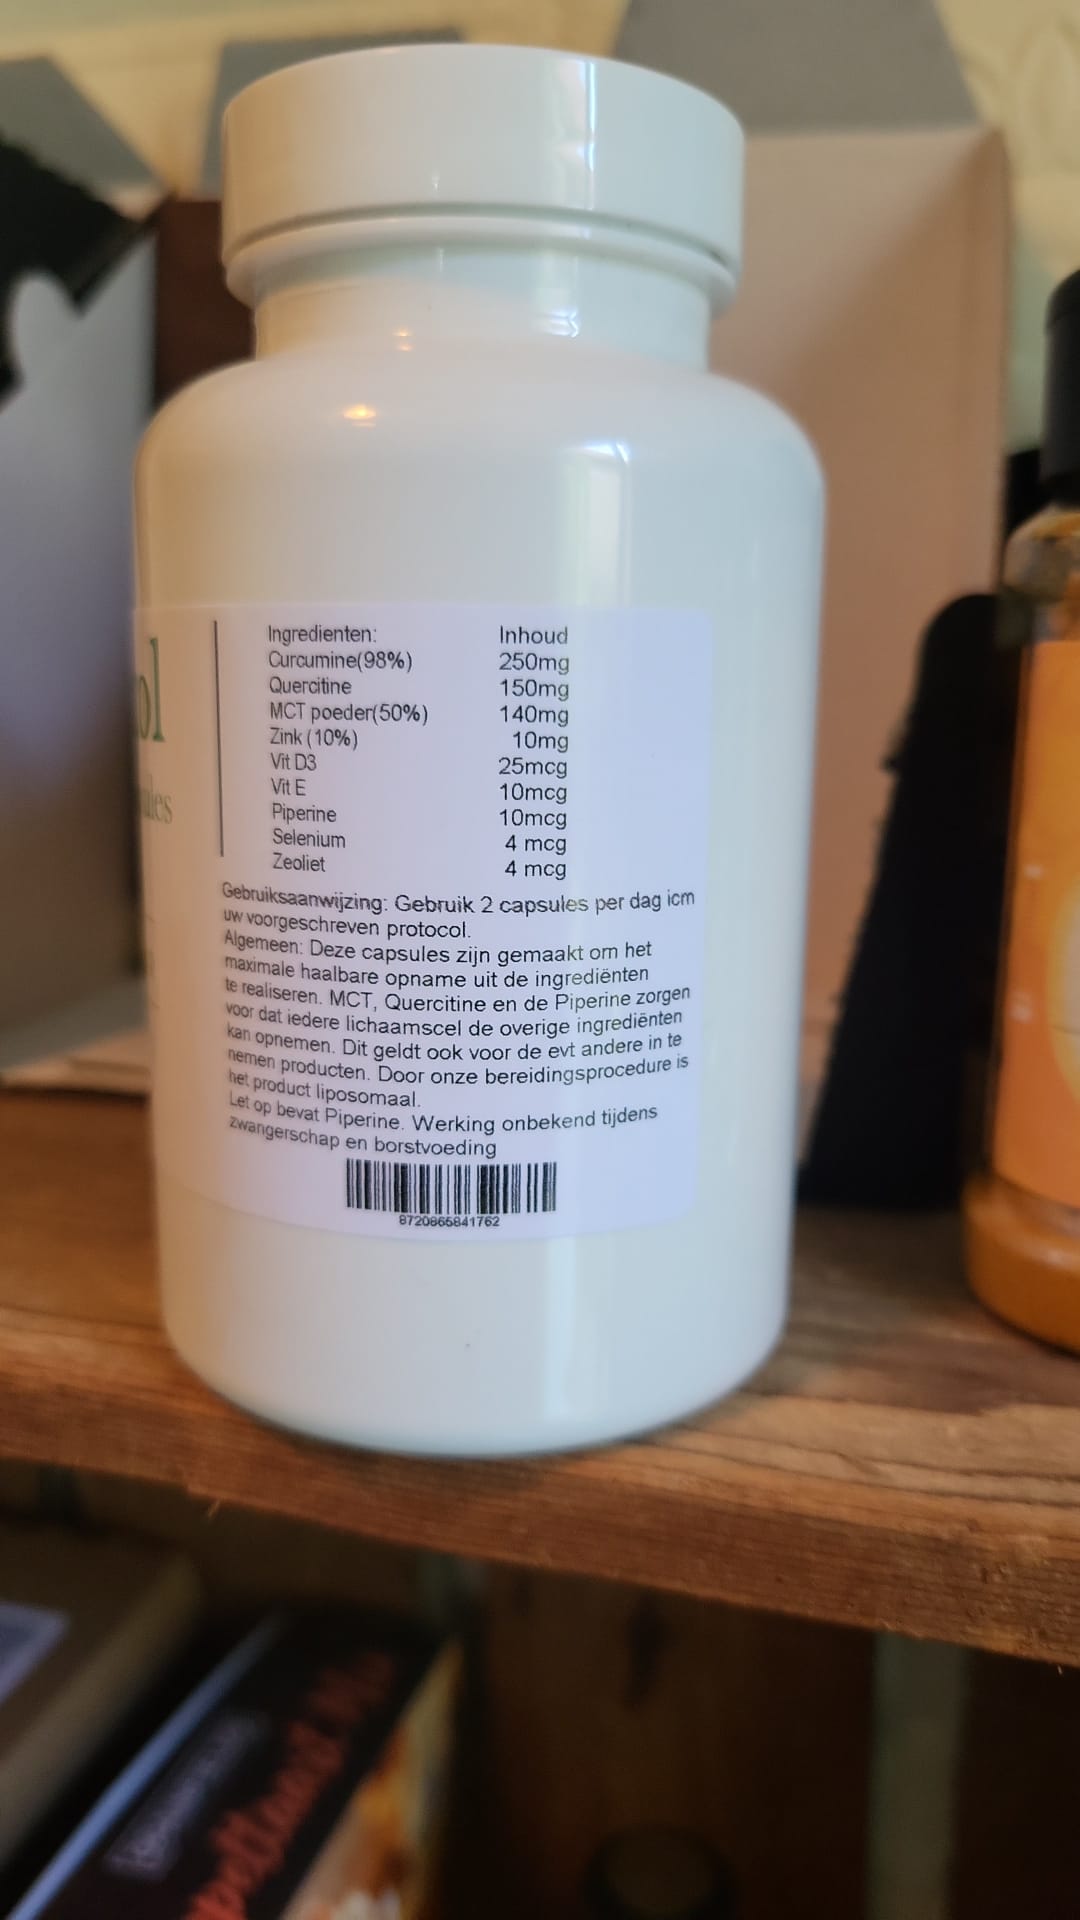 ol
ules
Ingredienten: Inhoud
Curcumine(98%) 250mg
Quercitine 150mg
MCT poeder(50%) 140mg
Zink (10%) 10mg
Vit D3 25mcg
Vit E 10mcg
Piperine 10mcg
Selenium 4 mcg
Zeoliet 4 mcg
Gebruiksaanwijzing: Gebruik 2 capsules per dag icm
uw voorgeschreven protocol.
Algemeen: Deze capsules zijn gemaakt om het
maximale haalbare opname uit de ingrediënten
te realiseren. MCT, Quercitine en de Piperine zorgen
voor dat iedere lichaamscel de overige ingrediënten
kan opnemen. Dit geldt ook voor de evt andere in te
nemen producten. Door onze bereidingsprocedure is
het product liposomaal.
Let op bevat Piperine. Werking onbekend tijdens
zwangerschap en borstvoeding
8720865841762